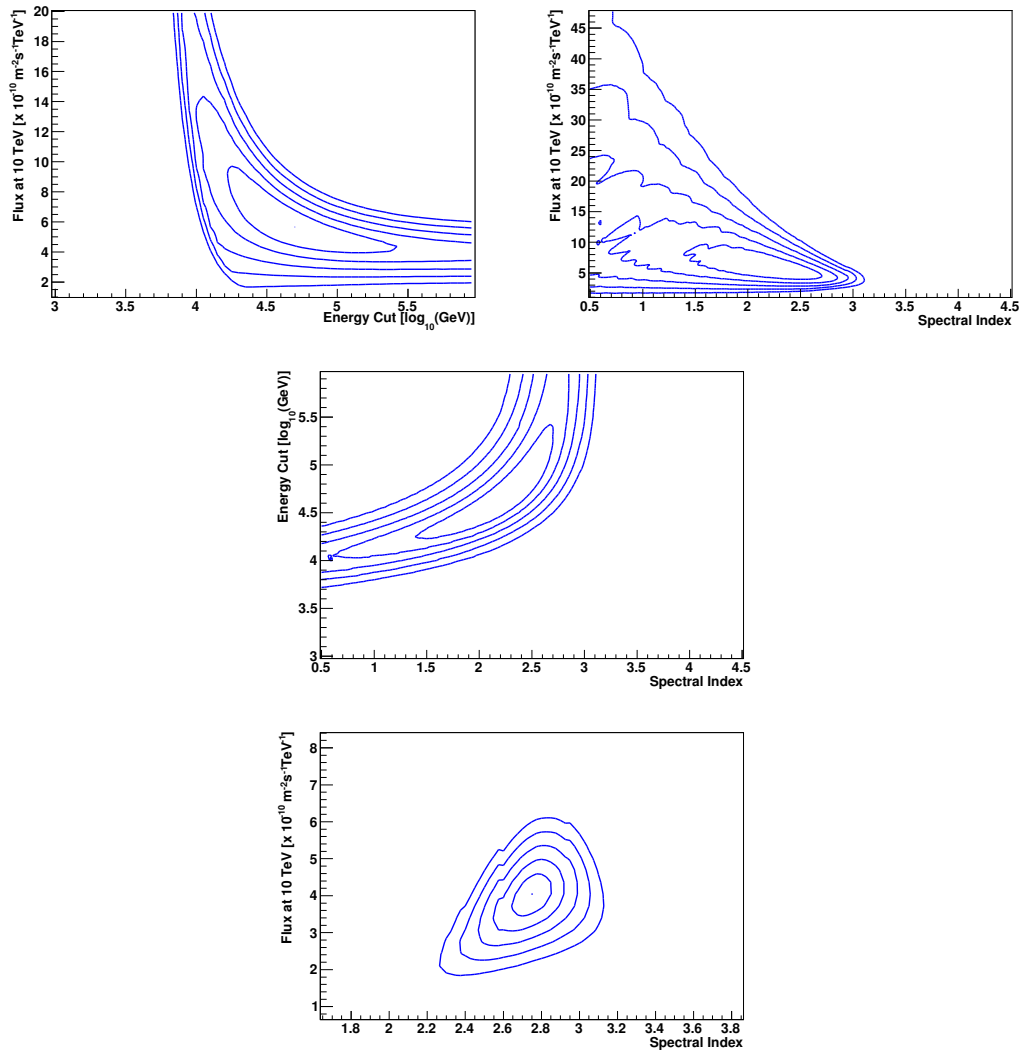 Flux at 10 TeV [x 10⁻¹⁰ m⁻²s⁻¹TeV⁻¹]
20
18
16
14
12
10
8
6
4
2
3 3.5 4 4.5 5 5.5
Energy Cut [log₁₀(GeV)]
Flux at 10 TeV [x 10⁻¹⁰ m⁻²s⁻¹TeV⁻¹]
45
40
35
30
25
20
15
10
5
0.5 1 1.5 2 2.5 3 3.5 4 4.5
Spectral Index
Energy Cut [log₁₀(GeV)]
5.5
5
4.5
4
3.5
3
0.5 1 1.5 2 2.5 3 3.5 4 4.5
Spectral Index
Flux at 10 TeV [x 10⁻¹⁰ m⁻²s⁻¹TeV⁻¹]
8
7
6
5
4
3
2
1
1.8 2 2.2 2.4 2.6 2.8 3 3.2 3.4 3.6 3.8
Spectral Index